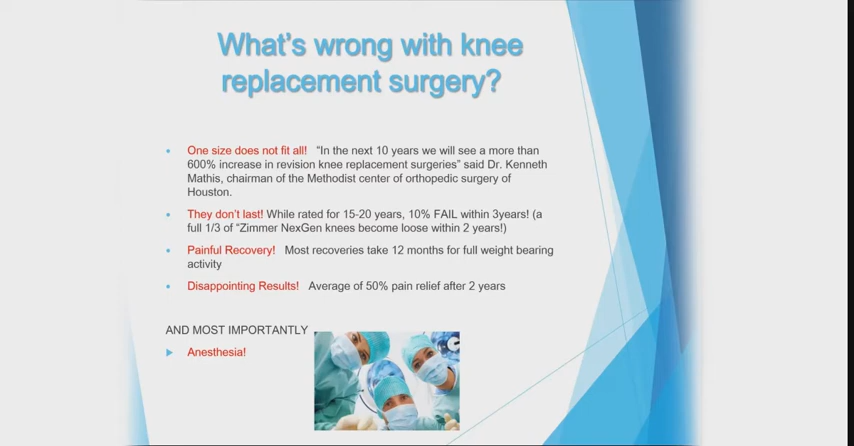 What's wrong with knee
replacement surgery?
One size does not fit all! "In the next 10 years we will see a more than
600% increase in revision knee replacement surgeries" said Dr. Kenneth
Mathis, chairman of the Methodist center of orthopedic surgery of
Houston.
They don't last! While rated for 15-20 years, 10% FAIL within 3years! (a
full 1/3 of "Zimmer NexGen knees become loose within 2 years!)
Painful Recovery! Most recoveries take 12 months for full weight bearing
activity
Disappointing Results! Average of 50% pain relief after 2 years
AND MOST IMPORTANTLY
Anesthesia!